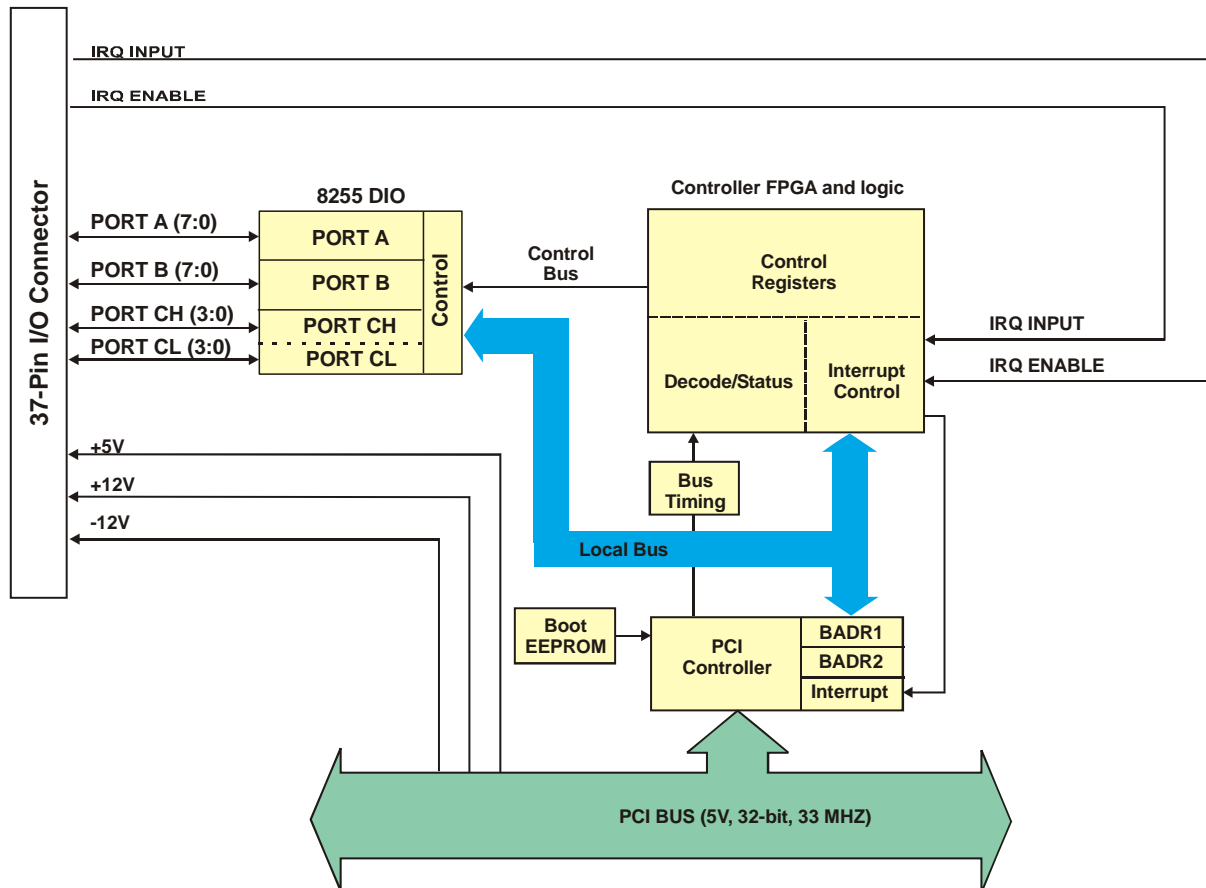 IRQ INPUT
IRQ ENABLE
37-Pin I/O Connector
8255 DIO
Controller FPGA and logic
PORT A (7:0)
PORT A
PORT B (7:0)
PORT B
PORT CH (3:0)
PORT CH
PORT CL (3:0)
PORT CL
Control
Control
Bus
Control
Registers
Decode/Status
Interrupt
Control
IRQ INPUT
IRQ ENABLE
+5V
+12V
-12V
Bus
Timing
Local Bus
Boot
EEPROM
PCI
Controller
BADR1
BADR2
Interrupt
PCI BUS (5V, 32-bit, 33 MHZ)